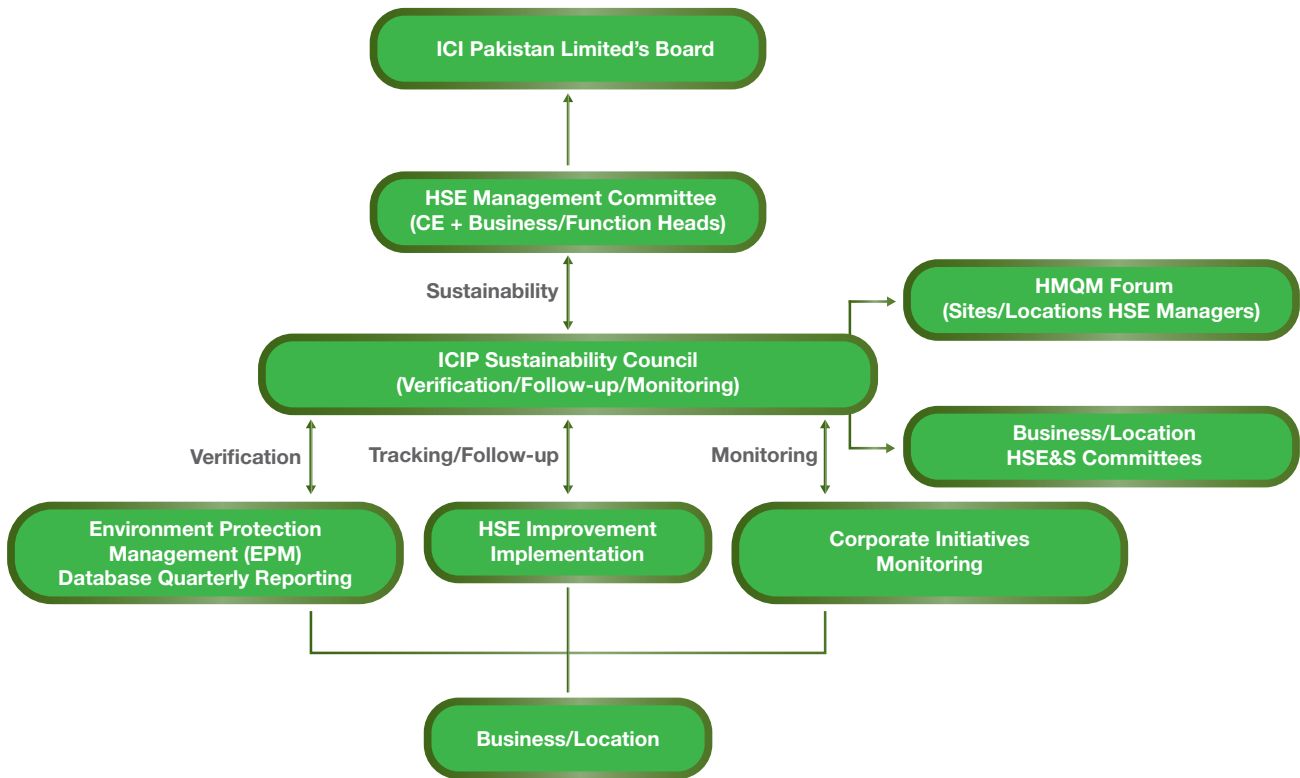 ICI Pakistan Limited’s Board
HSE Management Committee
(CE + Business/Function Heads)
Sustainability
HMQM Forum
(Sites/Locations HSE Managers)
ICIP Sustainability Council
(Verification/Follow-up/Monitoring)
Business/Location
HSE&S Committees
Verification
Tracking/Follow-up
Monitoring
Environment Protection
Management (EPM)
Database Quarterly Reporting
HSE Improvement
Implementation
Corporate Initiatives
Monitoring
Business/Location